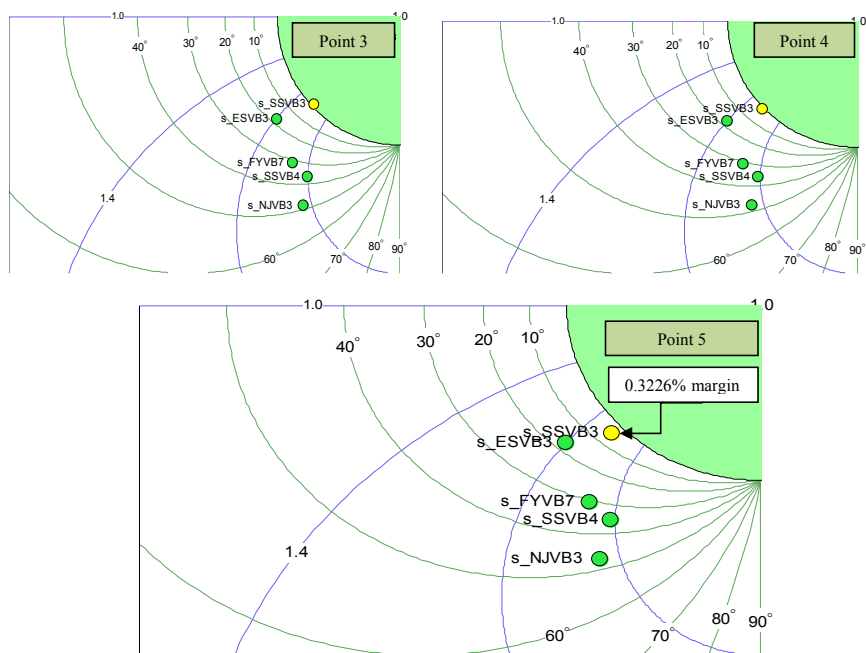 1.0
1.0
40°
30°
20°
10°
Point 3
s_SSVB3
s_ESVB3
s_FYVB7
s_SSVB4
1.4
s_NJVB3
60°
70°
80°
90°
1.0
1.0
40°
30°
20°
10°
Point 4
s_SSVB3
s_ESVB3
s_FYVB7
s_SSVB4
1.4
s_NJVB3
60°
70°
80°
90°
1.0
1.0
40°
30°
20°
10°
Point 5
0.3226% margin
s_SSVB3
s_ESVB3
s_FYVB7
s_SSVB4
1.4
s_NJVB3
60°
70°
80°
90°